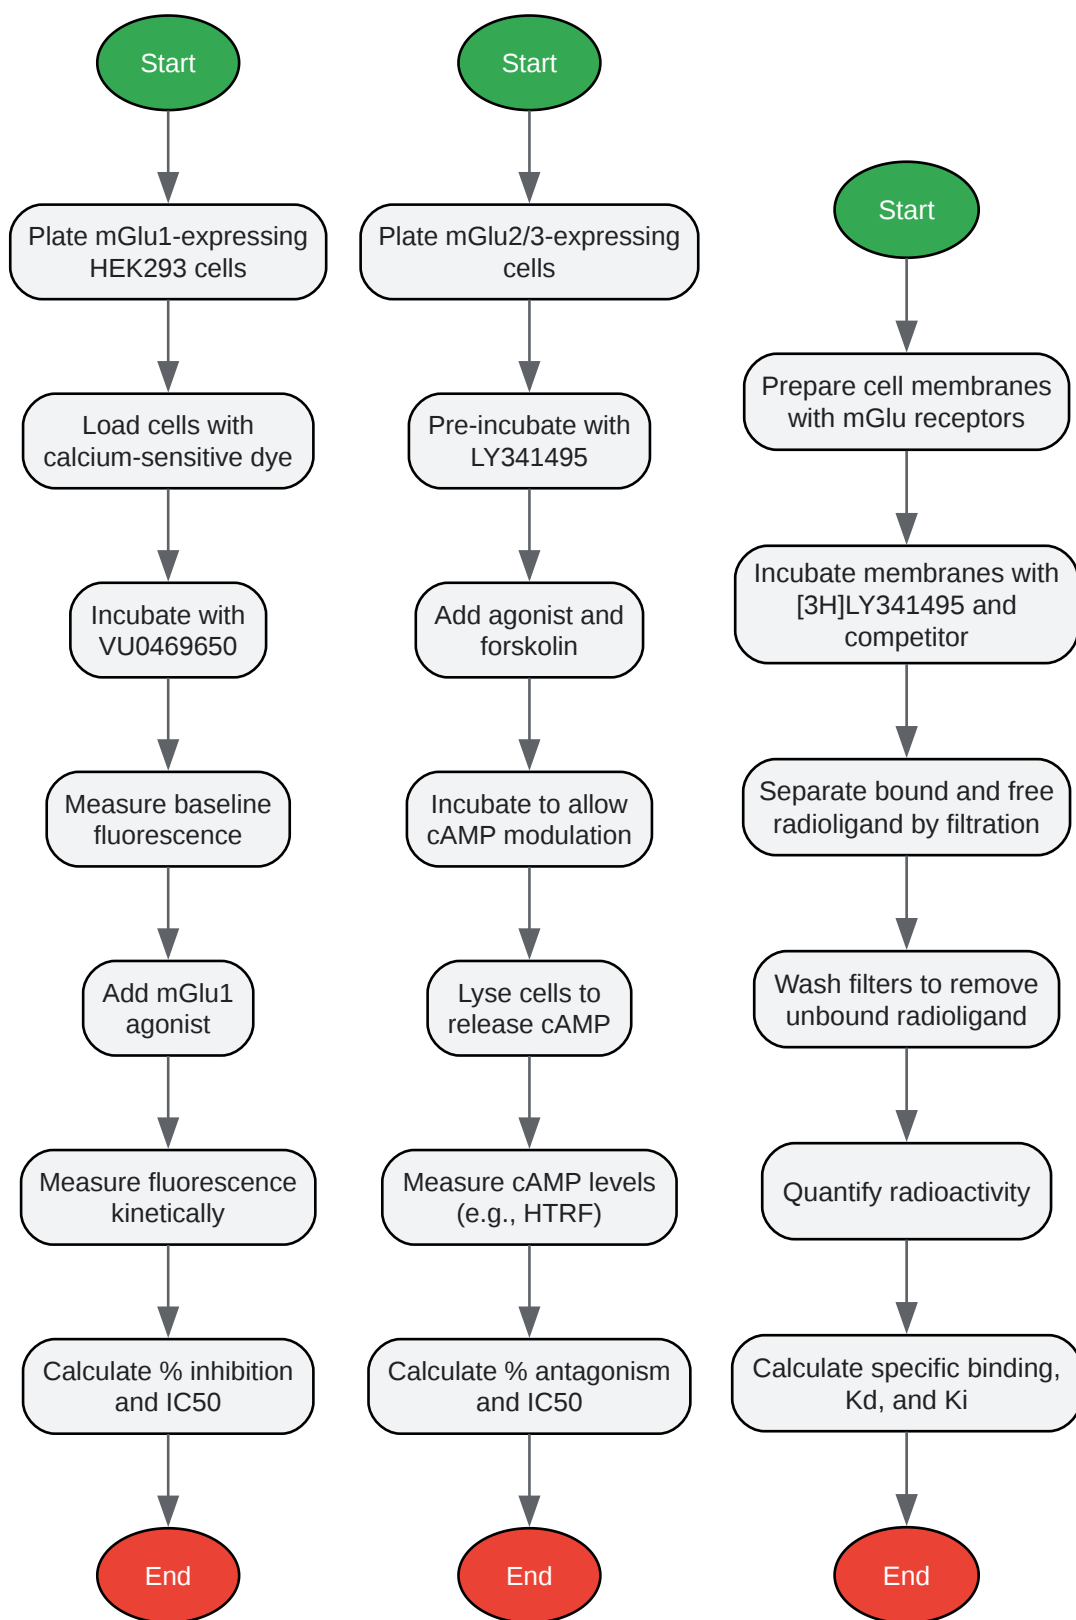 Start
Plate mGlu1-expressing
HEK293 cells
Load cells with
calcium-sensitive dye
Incubate with
VU0469650
Measure baseline
fluorescence
Add mGlu1
agonist
Measure fluorescence
kinetically
Calculate % inhibition
and IC50
End
Start
Plate mGlu2/3-expressing
cells
Pre-incubate with
LY341495
Add agonist and
forskolin
Incubate to allow
cAMP modulation
Lyse cells to
release cAMP
Measure cAMP levels
(e.g., HTRF)
Calculate % antagonism
and IC50
End
Start
Prepare cell membranes
with mGlu receptors
Incubate membranes with
[3H]LY341495 and
competitor
Separate bound and free
radioligand by filtration
Wash filters to remove
unbound radioligand
Quantify radioactivity
Calculate specific binding,
Kd, and Ki
End